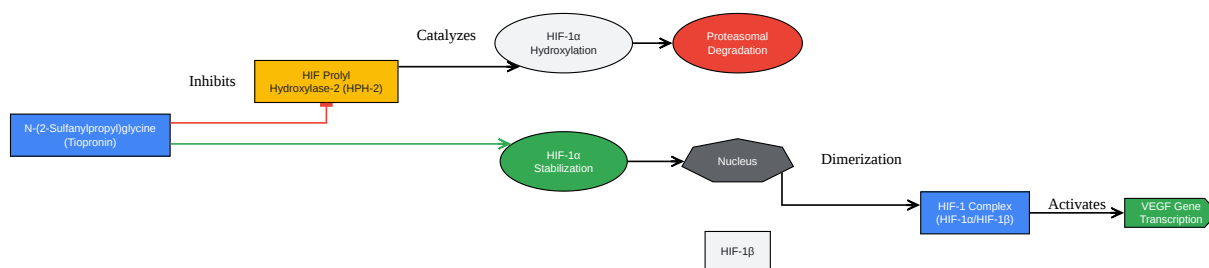 Catalyzes
HIF-1α
Hydroxylation
Proteasomal
Degradation
Inhibits
HIF Prolyl
Hydroxylase-2 (HPH-2)
N-(2-Sulfanylpropyl)glycine
(Tiopronin)
HIF-1α
Stabilization
Nucleus
Dimerization
HIF-1 Complex
(HIF-1α/HIF-1β)
Activates
VEGF Gene
Transcription
HIF-1β